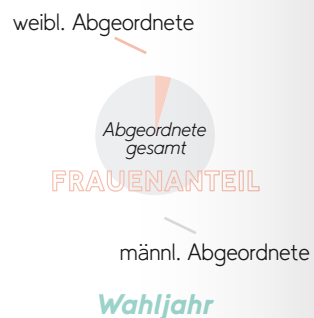 weibl. Abgeordnete
Abgeordnete
gesamt
FRAUENANTEIL
männl. Abgeordnete
Wahljahr